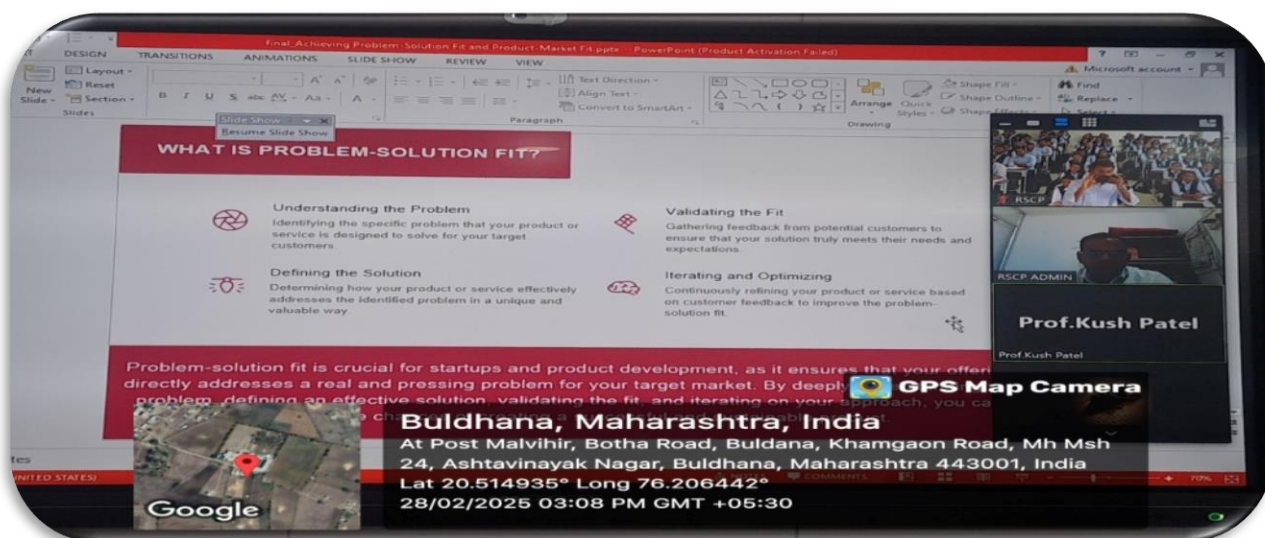 Final_Achieving Problem-Solution Fit and Product-Market Fit.pptx - PowerPoint (Product Activation Failed)
DESIGN TRANSITIONS ANIMATIONS SLIDE SHOW REVIEW VIEW
Microsoft account
New
Slide
Layout
Reset
Section
Slides
B I U S abc AV Aa A
Text Direction
Align Text
Convert to SmartArt
Paragraph
Arrange
Quick
Styles
Shape Fill
Shape Outline
Shape Effects
Drawing
Find
Replace
Select
Slide Show
Resume Slide Show
WHAT IS PROBLEM-SOLUTION FIT?
Understanding the Problem
Identifying the specific problem that your product or
service is designed to solve for your target
customers.
Defining the Solution
Determining how your product or service effectively
addresses the identified problem in a unique and
valuable way.
Validating the Fit
Gathering feedback from potential customers to
ensure that your solution truly meets their needs and
expectations.
Iterating and Optimizing
Continuously refining your product or service based
on customer feedback to improve the problem-
solution fit.
Problem-solution fit is crucial for startups and product development, as it ensures that your
directly addresses a real and pressing problem for your target market. By deeply
problem, defining an effective solution, validating the fit, and iterating on your approach, you
RSCP
RSCP ADMIN
Prof.Kush Patel
Prof.Kush Patel
GPS Map Camera
Buldhana, Maharashtra, India
At Post Malvihir, Botha Road, Buldana, Khamgaon Road, Mh Msh
24, Ashtavinayak Nagar, Buldhana, Maharashtra 443001, India
Lat 20.514935° Long 76.206442°
28/02/2025 03:08 PM GMT +05:30
Google
COMMENTS
70%